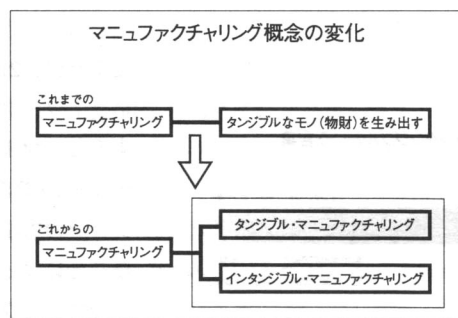 マニュファクチャリング概念の変化
これまでの
マニュファクチャリング
タンジブルなモノ(物財)を生み出す
これからの
マニュファクチャリング
タンジブル・マニュファクチャリング
インタンジブル・マニュファクチャリング